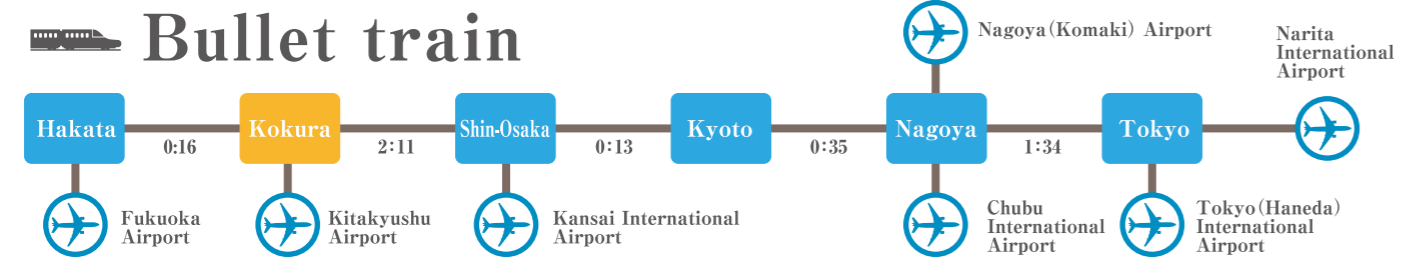 Bullet train
Nagoya(Komaki) Airport
Narita
International
Airport
Hakata
0:16
Kokura
2:11
Shin-Osaka
0:13
Kyoto
0:35
Nagoya
1:34
Tokyo
Fukuoka
Airport
Kitakyushu
Airport
Kansai International
Airport
Chubu
International
Airport
Tokyo(Haneda)
International
Airport